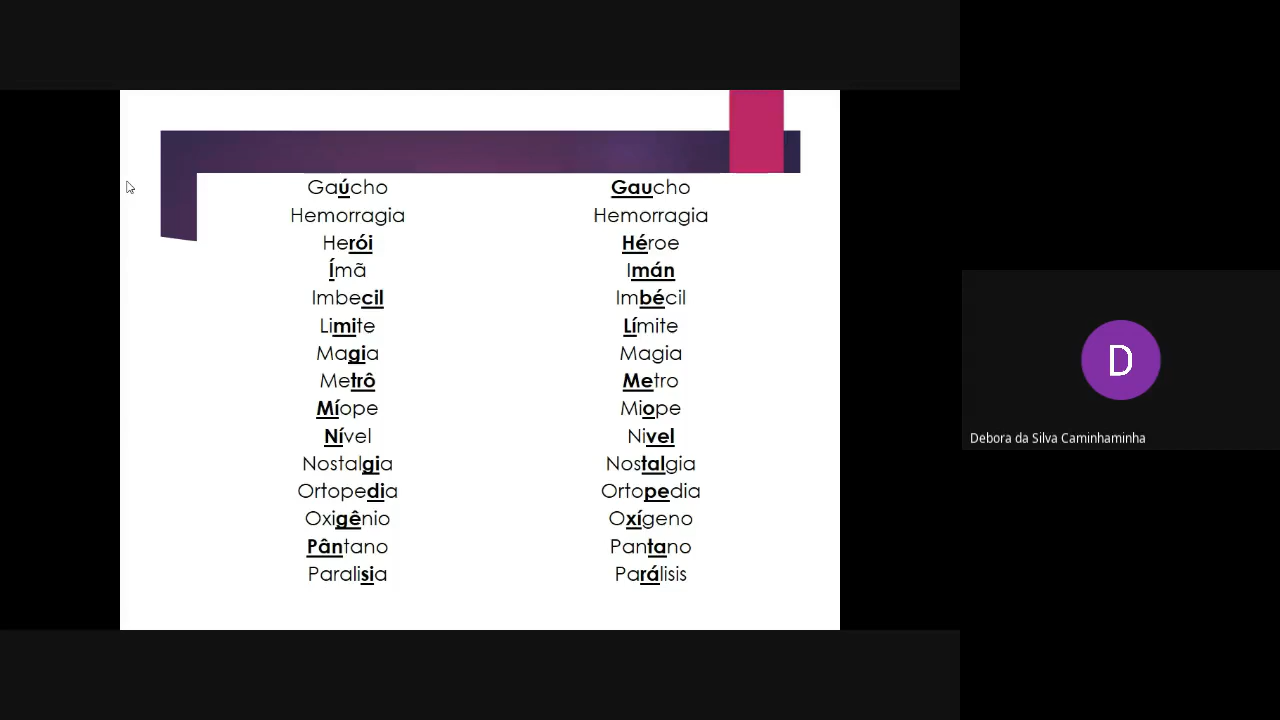 Gaúcho Gaucho
Hemorragia Hemorragia
Herói Héroe
Ímã Imán
Imbecil Imbécil
Limite Límite
Magia Magia
Metrô Metro
Míope Miope
Nível Nivel
Nostalgia Nostalgia
Ortopedia Ortopedia
Oxigênio Oxígeno
Pântano Pantano
Paralisia Parálisis
D
Debora da Silva Caminhaminha